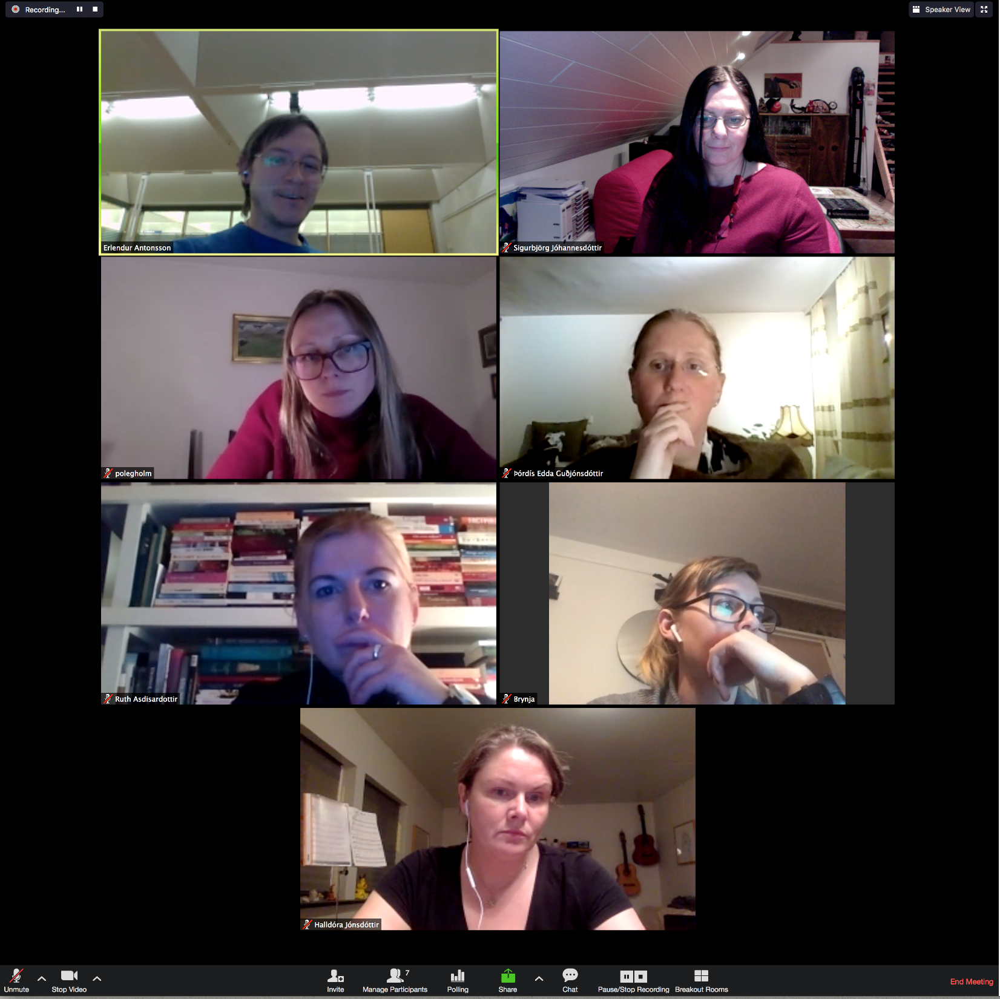 Recording...
Speaker View
Erlendur Antonsson
Sigurbjörg Jóhannesdóttir
polegholm
Þórdís Edda Guðjónsdóttir
Ruth Asdisardottir
Brynja
Halldóra Jónsdóttir
7
Unmute
Stop Video
Invite
Manage Participants
Polling
Share
Chat
Pause/Stop Recording
Breakout Rooms
End Meeting